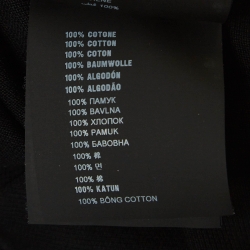 100% COTONE
100% COTTON
100% COTON
100% BAUMWOLLE
100% ALGODÓN
100% ALGODÃO
100% ПАМУК
100% BAVLNA
100% ХЛОПОК
100% PAMUK
100% БАВОВНА
100% 棉
100% 면
100% 棉
100% KATUN
100% BÔNG COTTON